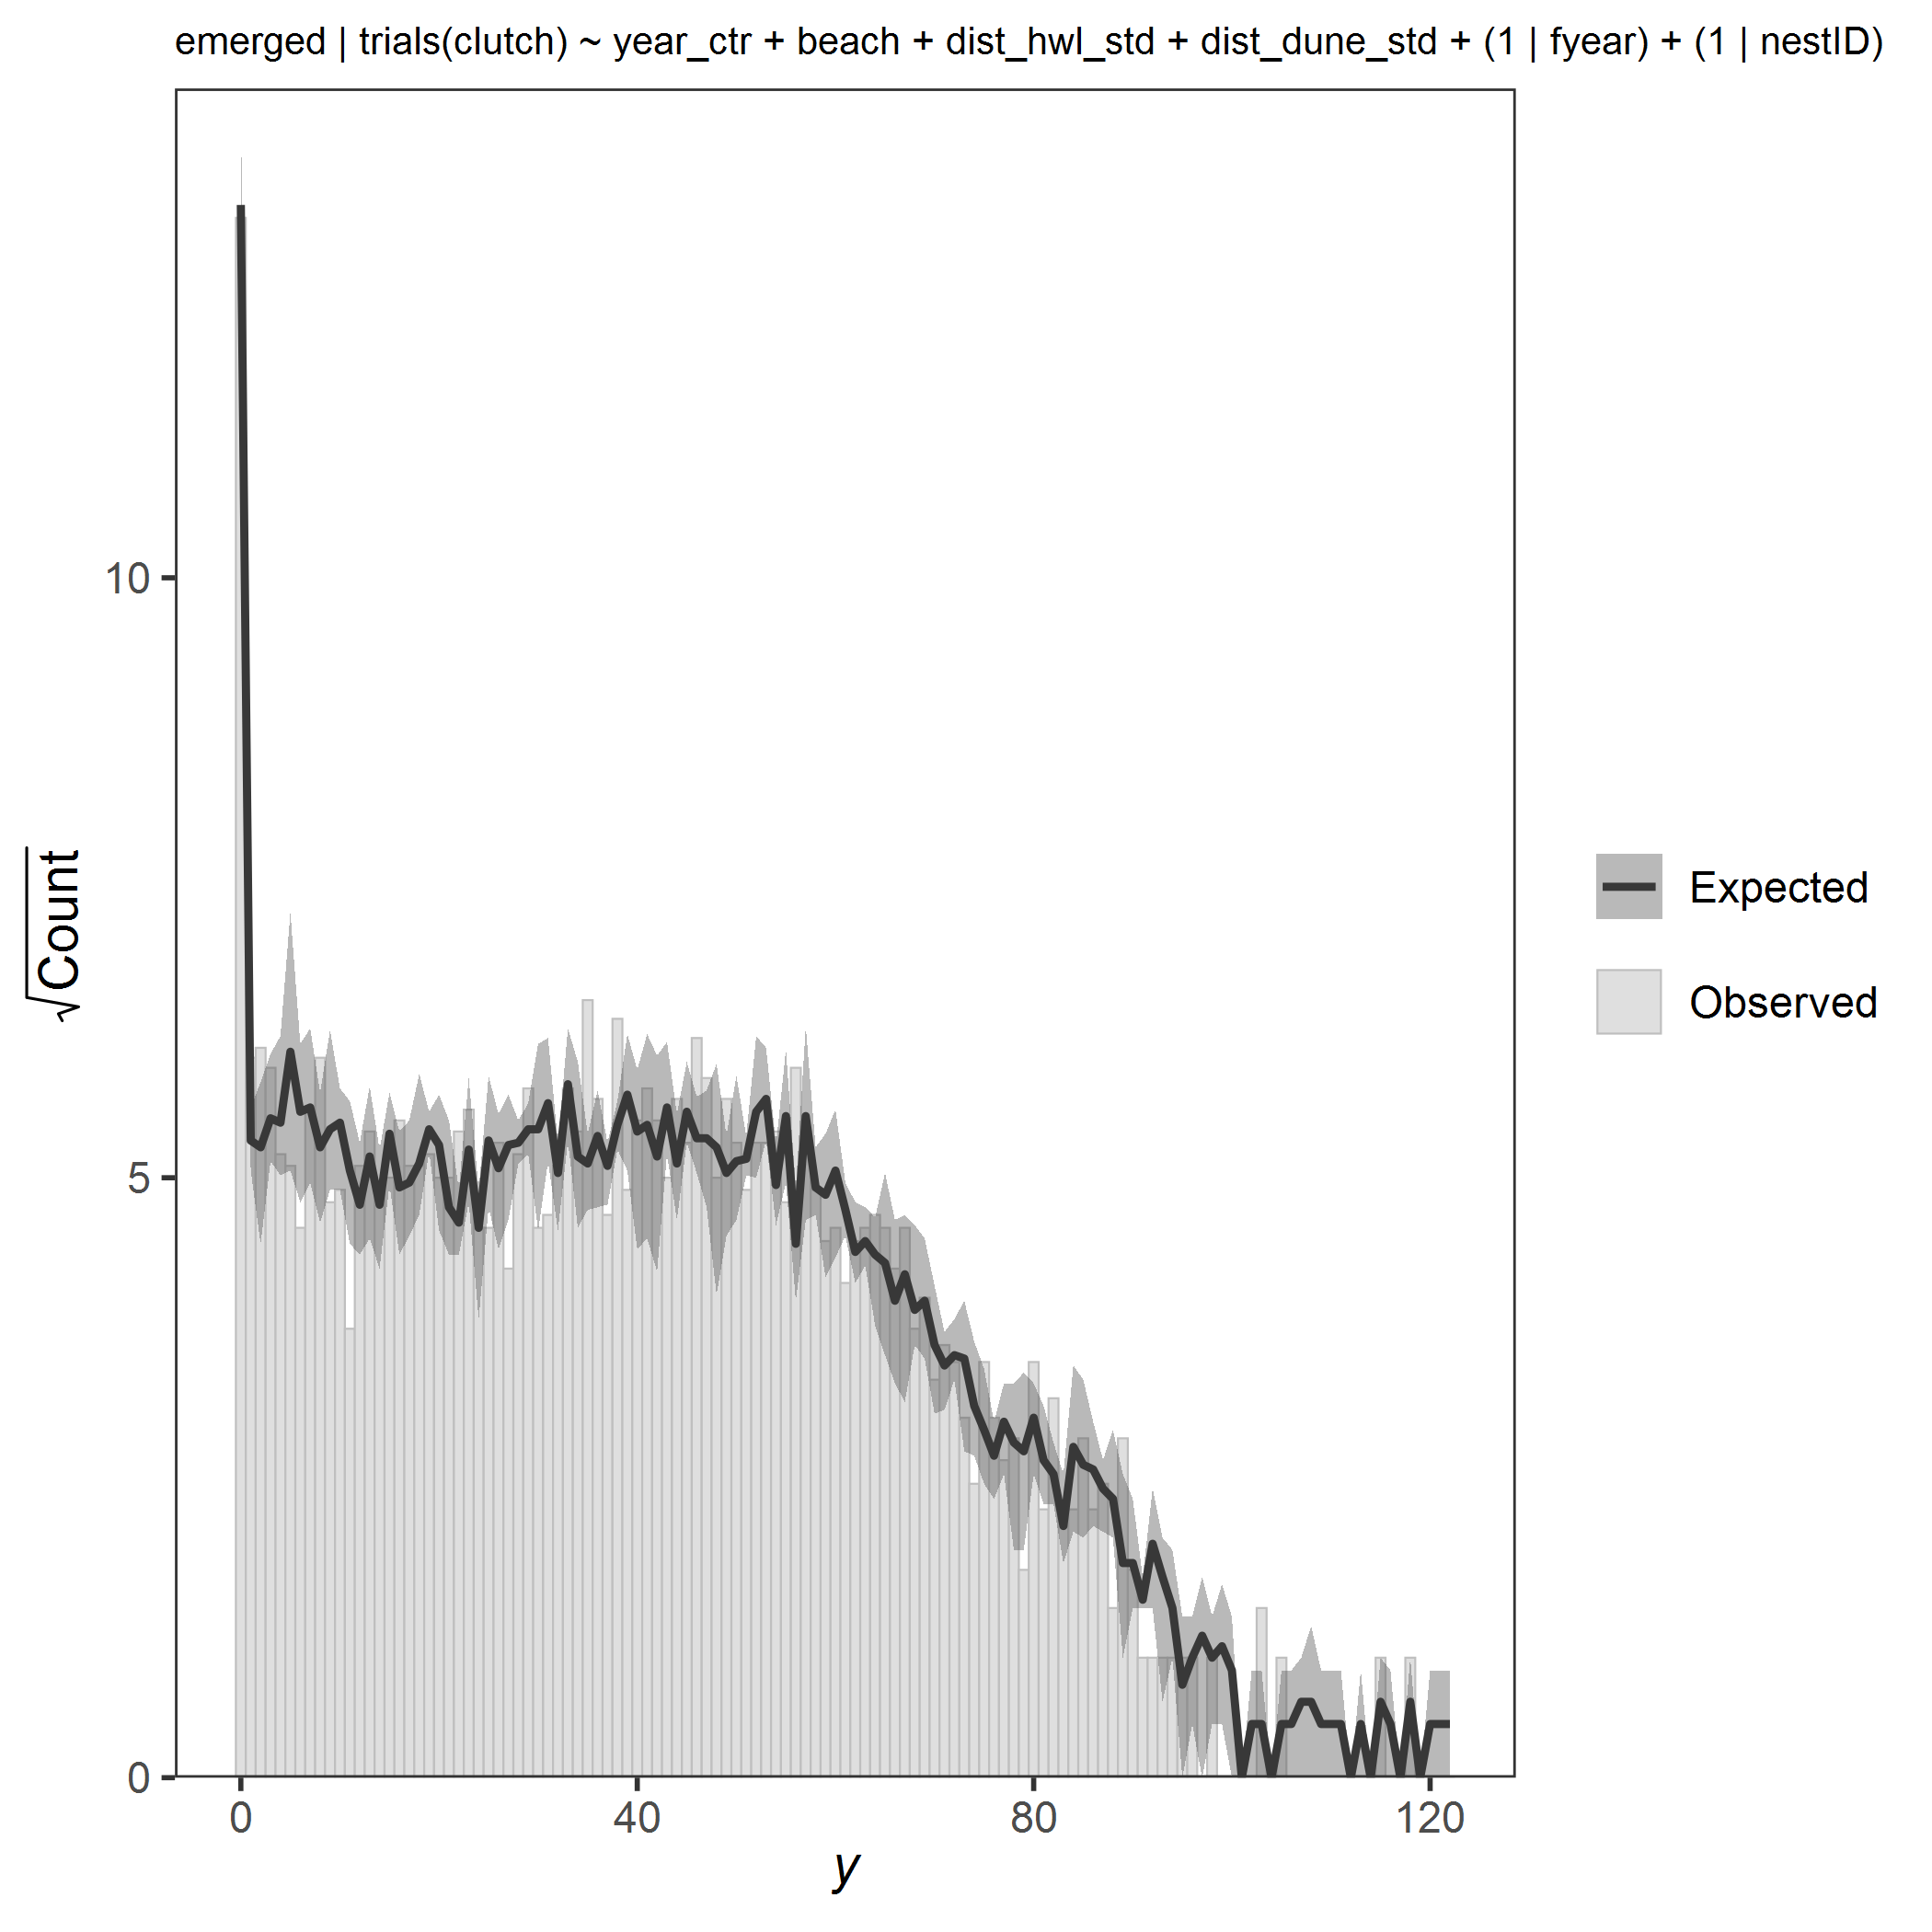 emerged | trials(clutch) ~ year_ctr + beach + dist_hwl_std + dist_dune_std + (1 | fyear) + (1 | nestID)
10
5
0
√Count
0 40 80 120
y
Expected
Observed